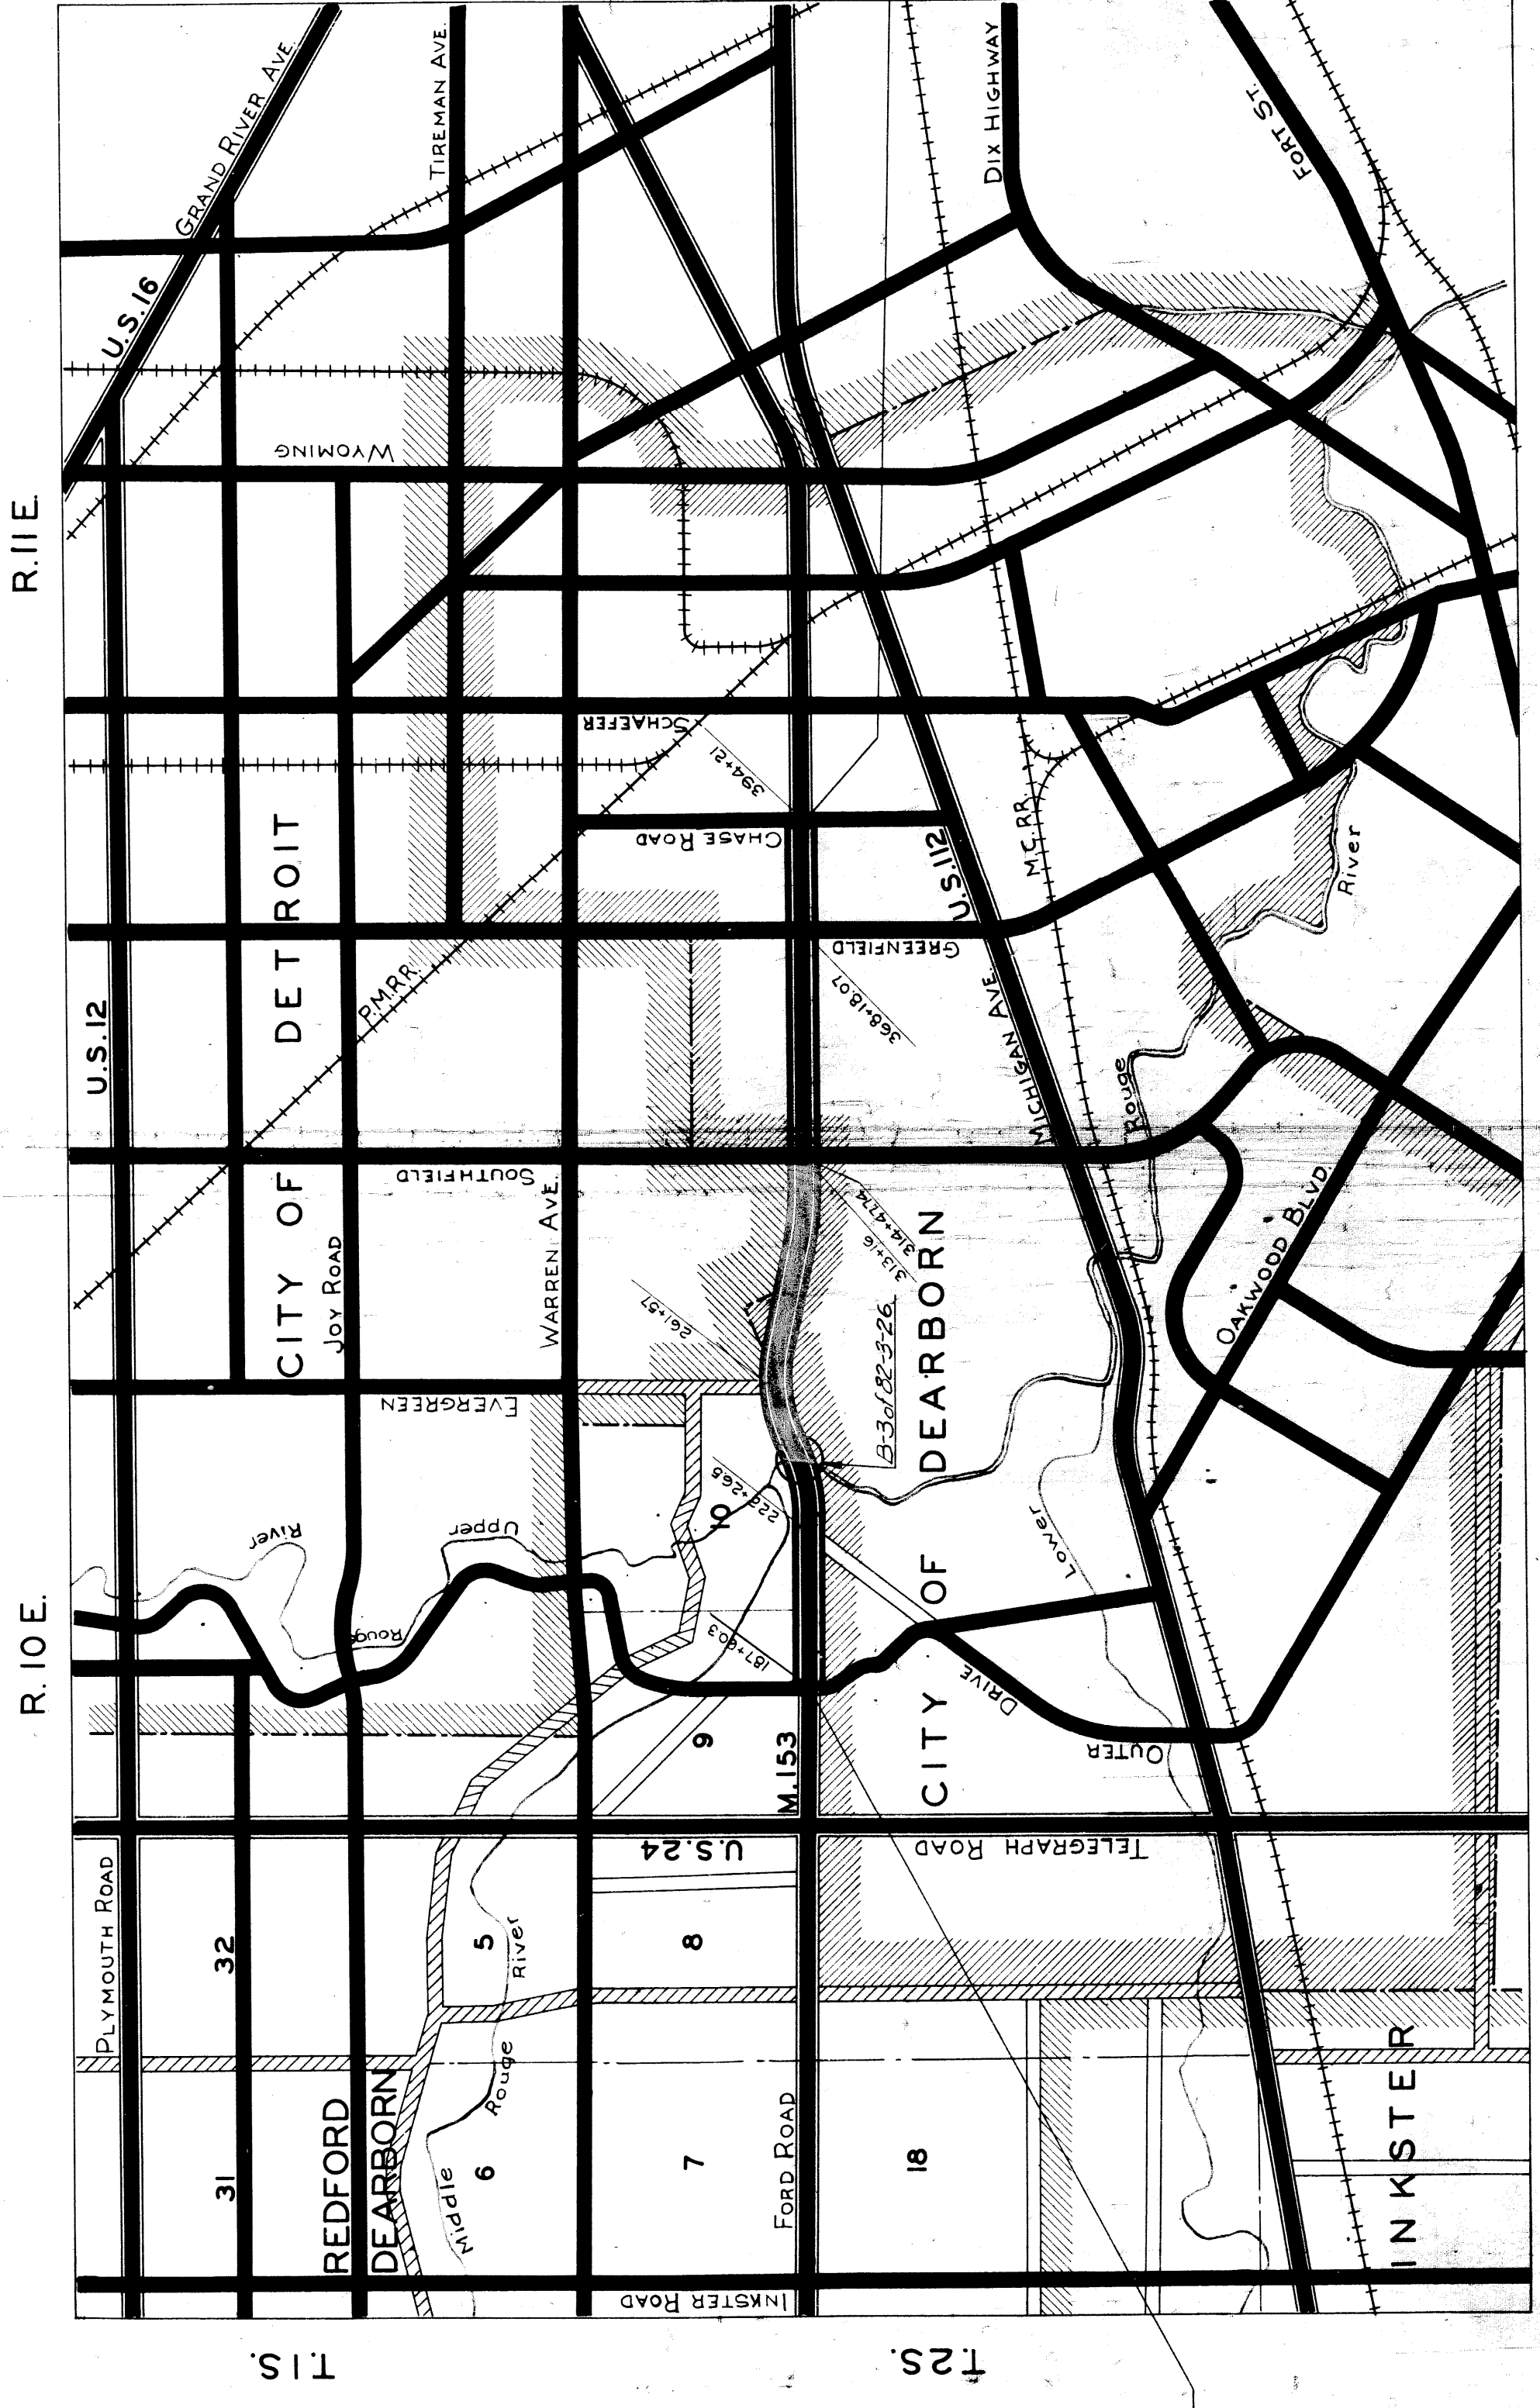 R.10E.
R.11E.
T.1S.
T.2S.
GRAND RIVER AVE.
U.S.16
TIREMAN AVE.
DIX HIGHWAY
FORT ST.
WYOMING
SCHAEFER
394+21
CHASE ROAD
U.S.112
M.C.RR.
River
GREENFIELD
368+18.07
MICHIGAN AVE.
Rouge
U.S.12
CITY OF DETROIT
P.M.RR.
SOUTHFIELD
JOY ROAD
WARREN AVE.
314+47.74
313+16
261+57
B-3 of 82-3-26
OAKWOOD BLVD.
EVERGREEN
CITY OF DEARBORN
226+26.5
10
River
Upper
Rouge
Lower
187+60.3
DRIVE
OUTER
9
M.153
U.S.24
TELEGRAPH ROAD
PLYMOUTH ROAD
32
5
River
8
31
REDFORD
DEARBORN
Rouge
Middle
6
7
FORD ROAD
18
INKSTER
INKSTER ROAD